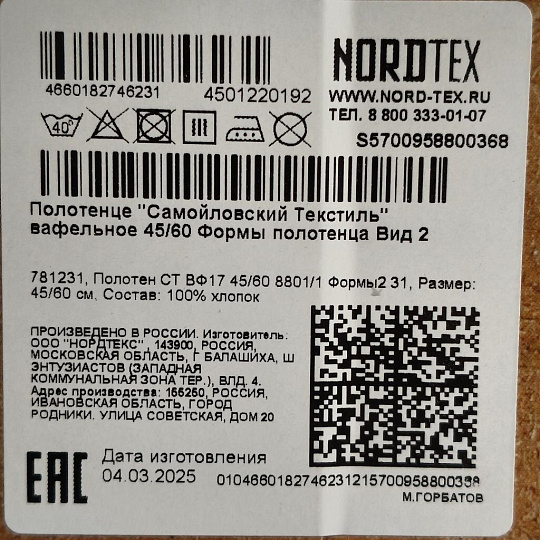 NORDTEX
4660182746231 4501220192
WWW.NORD-TEX.RU
ТЕЛ. 8 800 333-01-07
40°
S5700958800368
Полотенце "Самойловский Текстиль"
вафельное 45/60 Формы полотенца Вид 2
781231, Полотен СТ ВФ17 45/60 8801/1 Формы2 31, Размер:
45/60 см, Состав: 100% хлопок
ПРОИЗВЕДЕНО В РОССИИ. Изготовитель:
ООО "НОРДТЕКС", 143900, РОССИЯ,
МОСКОВСКАЯ ОБЛАСТЬ, Г БАЛАШИХА, Ш
ЭНТУЗИАСТОВ (ЗАПАДНАЯ
КОММУНАЛЬНАЯ ЗОНА ТЕР.), ВЛД. 4.
Адрес производства: 155250, РОССИЯ,
ИВАНОВСКАЯ ОБЛАСТЬ, ГОРОД
РОДНИКИ, УЛИЦА СОВЕТСКАЯ, ДОМ 20
EAC
Дата изготовления
04.03.2025
0104660182746231215700958800368
М.ГОРБАТОВ